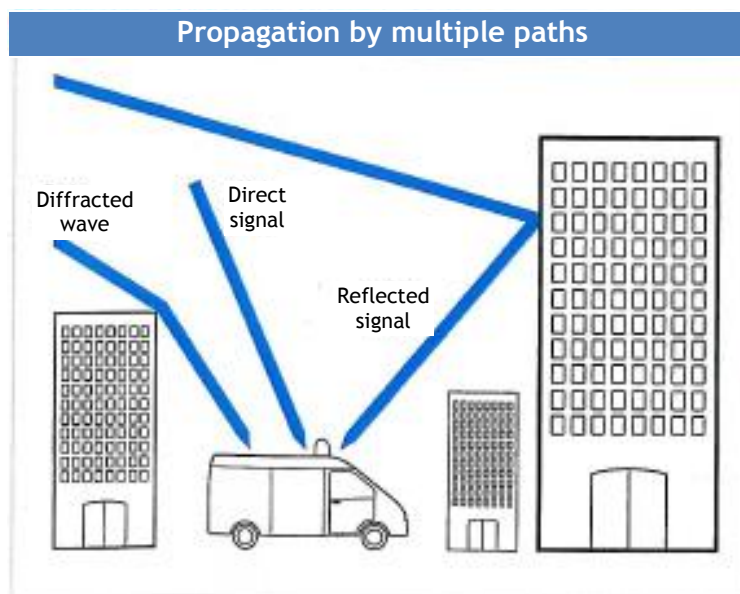 Propagation by multiple paths
Diffracted
wave
Direct
signal
Reflected
signal